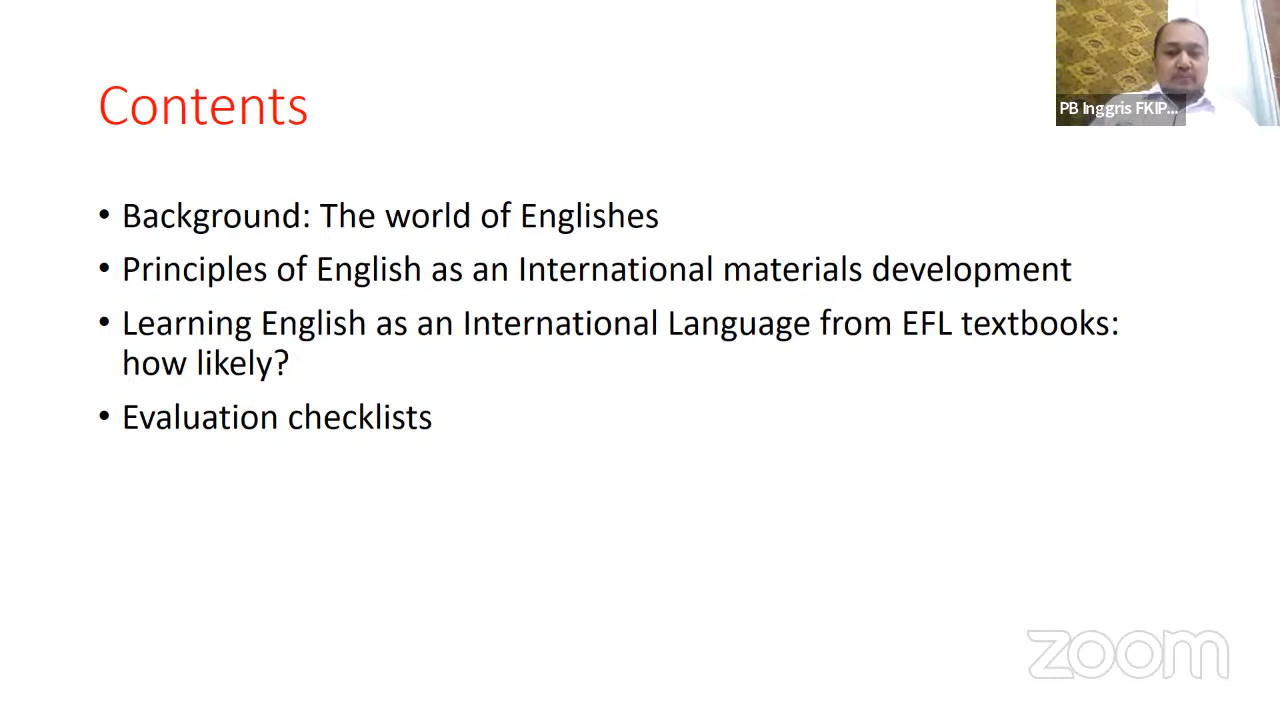 Contents
PB Inggris FKIP...
• Background: The world of Englishes
• Principles of English as an International materials development
• Learning English as an International Language from EFL textbooks:
how likely?
• Evaluation checklists
zoom